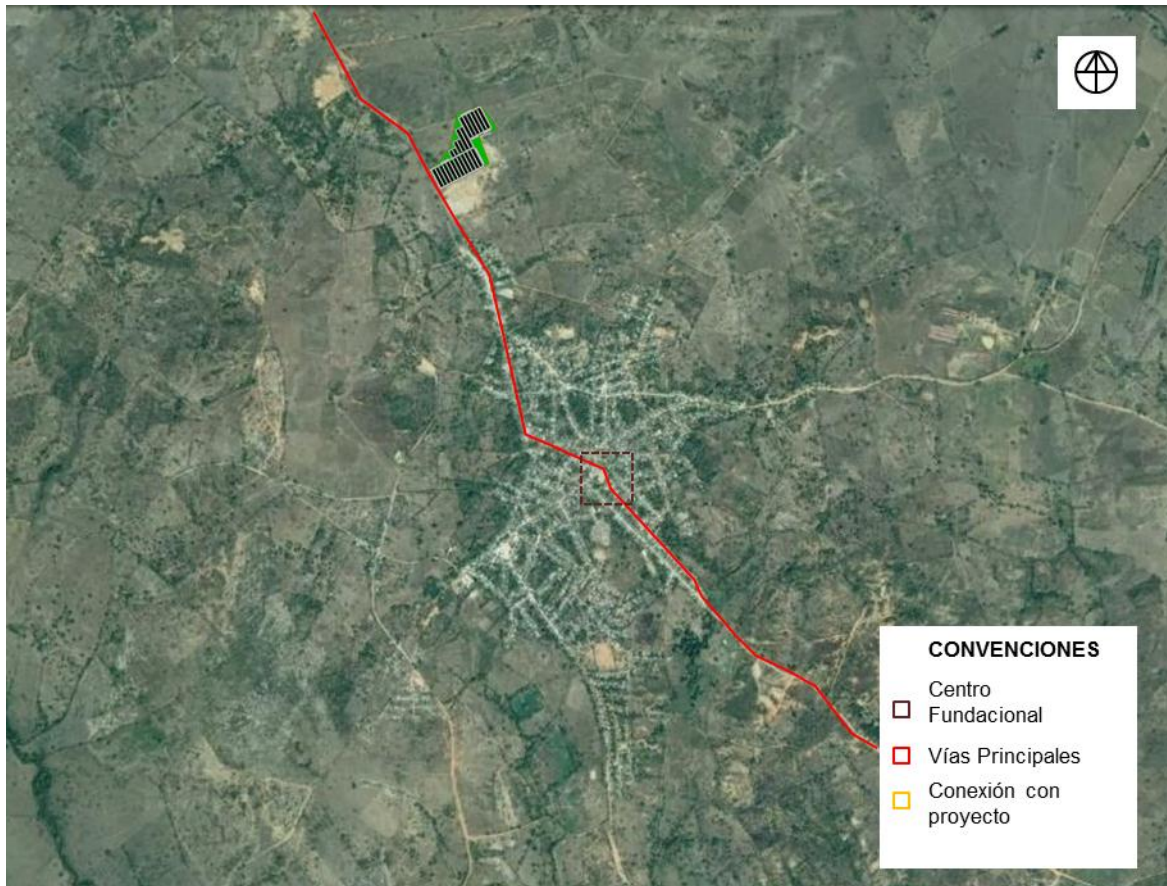 CONVENCIONES
Centro
Fundacional
Vías Principales
Conexión con
proyecto